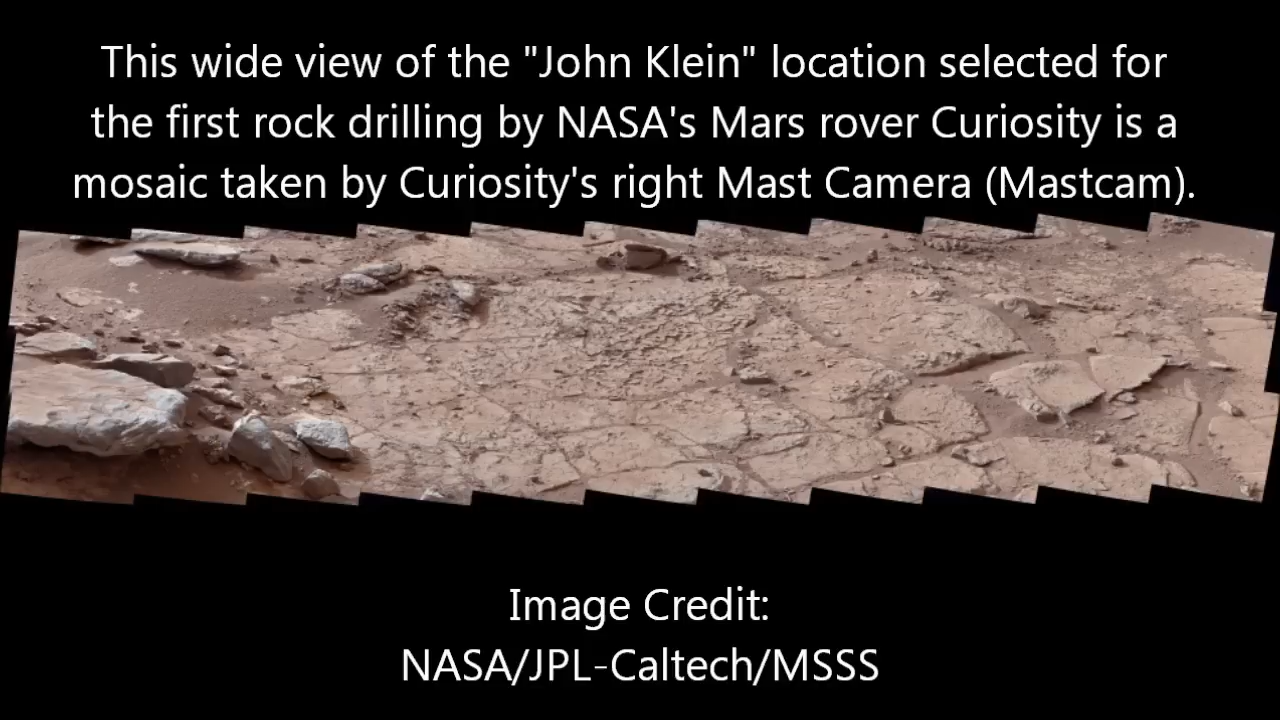 This wide view of the "John Klein" location selected for
the first rock drilling by NASA's Mars rover Curiosity is a
mosaic taken by Curiosity's right Mast Camera (Mastcam).
Image Credit:
NASA/JPL-Caltech/MSSS